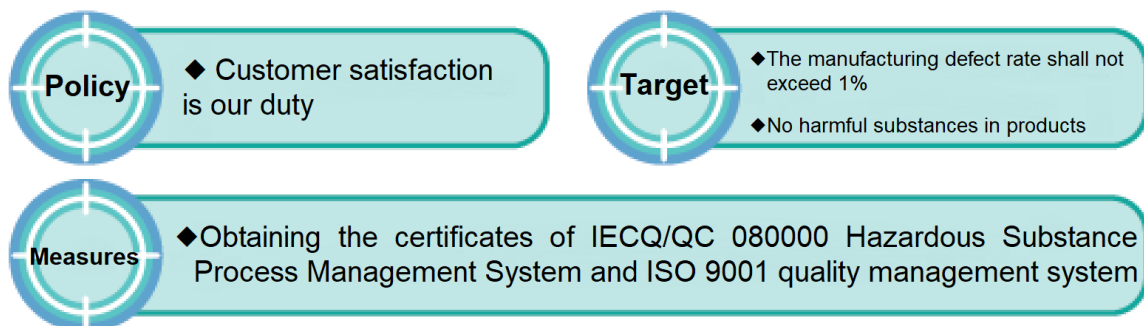 Policy
◆ Customer satisfaction
is our duty
Target
◆The manufacturing defect rate shall not
exceed 1%
◆No harmful substances in products
Measures
◆Obtaining the certificates of IECQ/QC 080000 Hazardous Substance
Process Management System and ISO 9001 quality management system